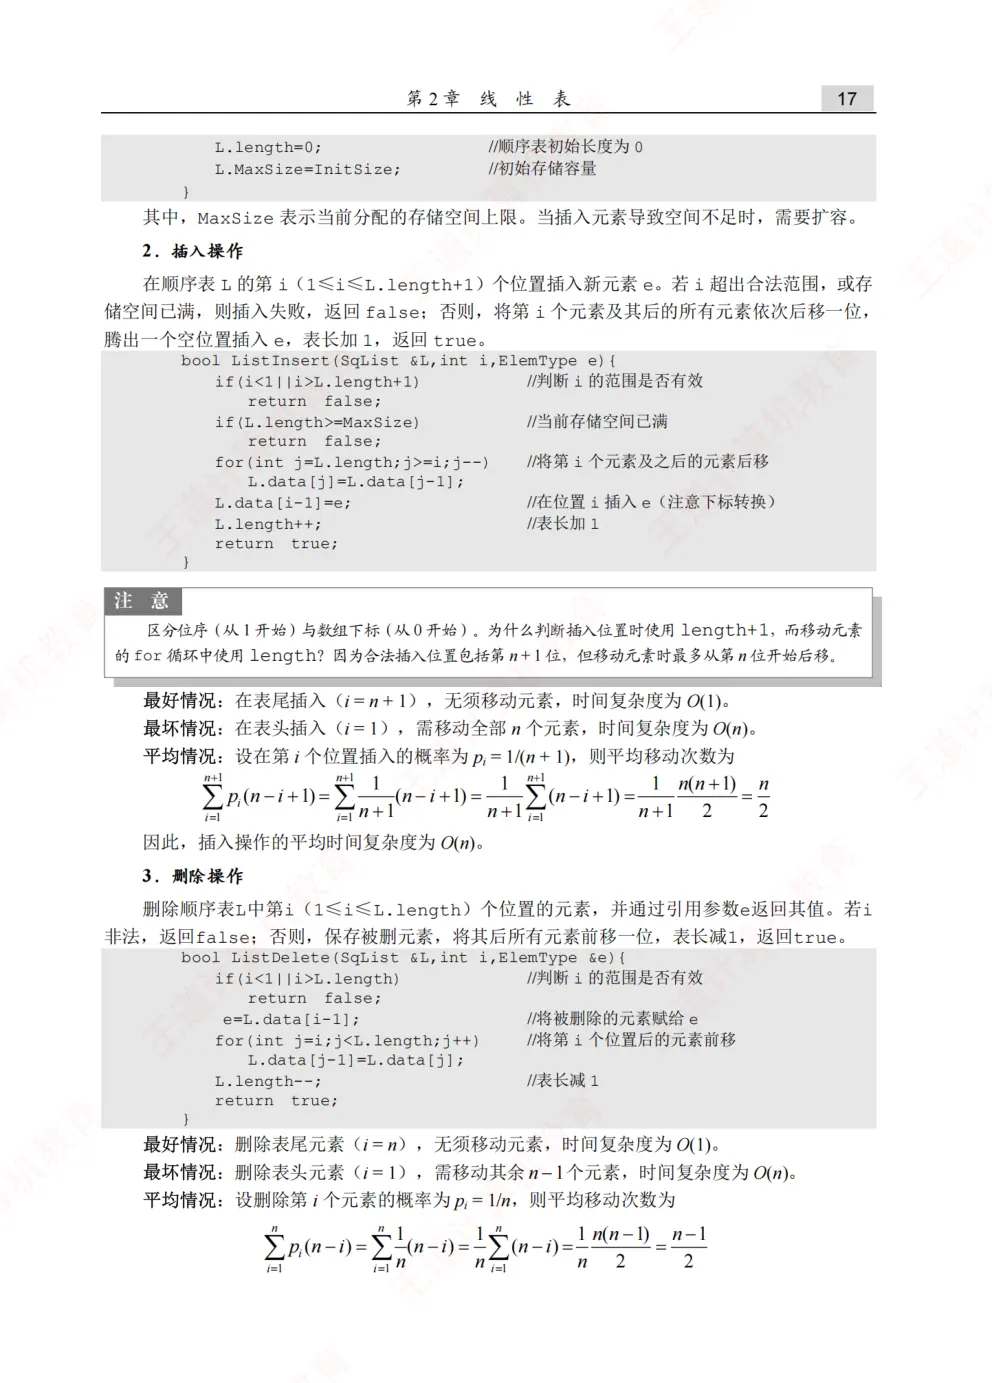 第2章 线 性 表 17
L.length=0; //顺序表初始长度为 0
L.MaxSize=InitSize; //初始存储容量
}
其中，MaxSize 表示当前分配的存储空间上限。当插入元素导致空间不足时，需要扩容。
2．插入操作
在顺序表 L 的第 i（1≤i≤L.length+1）个位置插入新元素 e。若 i 超出合法范围，或存
储空间已满，则插入失败，返回 false；否则，将第 i 个元素及其后的所有元素依次后移一位，
腾出一个空位置插入 e，表长加 1，返回 true。
bool ListInsert(SqList &L,int i,ElemType e){
if(i<1||i>L.length+1) //判断 i 的范围是否有效
return false;
if(L.length>=MaxSize) //当前存储空间已满
return false;
for(int j=L.length;j>=i;j--) //将第 i 个元素及之后的元素后移
L.data[j]=L.data[j-1];
L.data[i-1]=e; //在位置 i 插入 e（注意下标转换）
L.length++; //表长加 1
return true;
}
注 意
区分位序（从 1 开始）与数组下标（从 0 开始）。为什么判断插入位置时使用 length+1，而移动元素
的 for 循环中使用 length？因为合法插入位置包括第 n + 1 位，但移动元素时最多从第 n 位开始后移。
最好情况：在表尾插入（i = n + 1），无须移动元素，时间复杂度为 O(1)。
最坏情况：在表头插入（i = 1），需移动全部 n 个元素，时间复杂度为 O(n)。
平均情况：设在第 i 个位置插入的概率为 pᵢ = 1/(n + 1)，则平均移动次数为
∑_{i=1}^{n+1} pᵢ(n − i + 1) = ∑_{i=1}^{n+1} \frac{1}{n+1}(n − i + 1) = \frac{1}{n+1} ∑_{i=1}^{n+1} (n − i + 1) = \frac{1}{n+1} \frac{n(n+1)}{2} = \frac{n}{2}
因此，插入操作的平均时间复杂度为 O(n)。
3．删除操作
删除顺序表L中第i（1≤i≤L.length）个位置的元素，并通过引用参数e返回其值。若i
非法，返回false；否则，保存被删元素，将其后所有元素前移一位，表长减1，返回true。
bool ListDelete(SqList &L,int i,ElemType &e){
if(i<1||i>L.length) //判断 i 的范围是否有效
return false;
e=L.data[i-1]; //将被删除的元素赋给 e
for(int j=i;j<L.length;j++) //将第 i 个位置后的元素前移
L.data[j-1]=L.data[j];
L.length--; //表长减 1
return true;
}
最好情况：删除表尾元素（i = n），无须移动元素，时间复杂度为 O(1)。
最坏情况：删除表头元素（i = 1），需移动其余 n − 1 个元素，时间复杂度为 O(n)。
平均情况：设删除第 i 个元素的概率为 pᵢ = 1/n，则平均移动次数为
∑_{i=1}^{n} pᵢ(n − i) = ∑_{i=1}^{n} \frac{1}{n}(n − i) = \frac{1}{n} ∑_{i=1}^{n} (n − i) = \frac{1}{n} \frac{n(n−1)}{2} = \frac{n−1}{2}